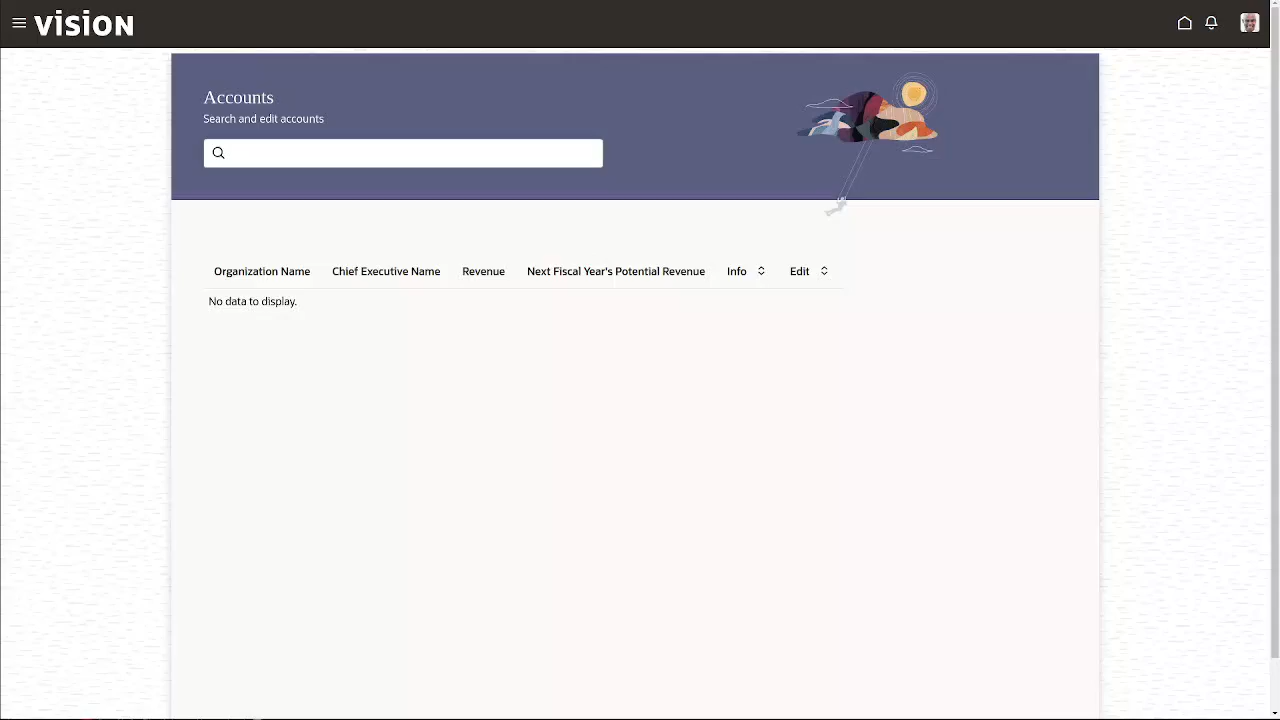 vision
Accounts
Search and edit accounts
Organization Name Chief Executive Name Revenue Next Fiscal Year's Potential Revenue Info Edit
No data to display.